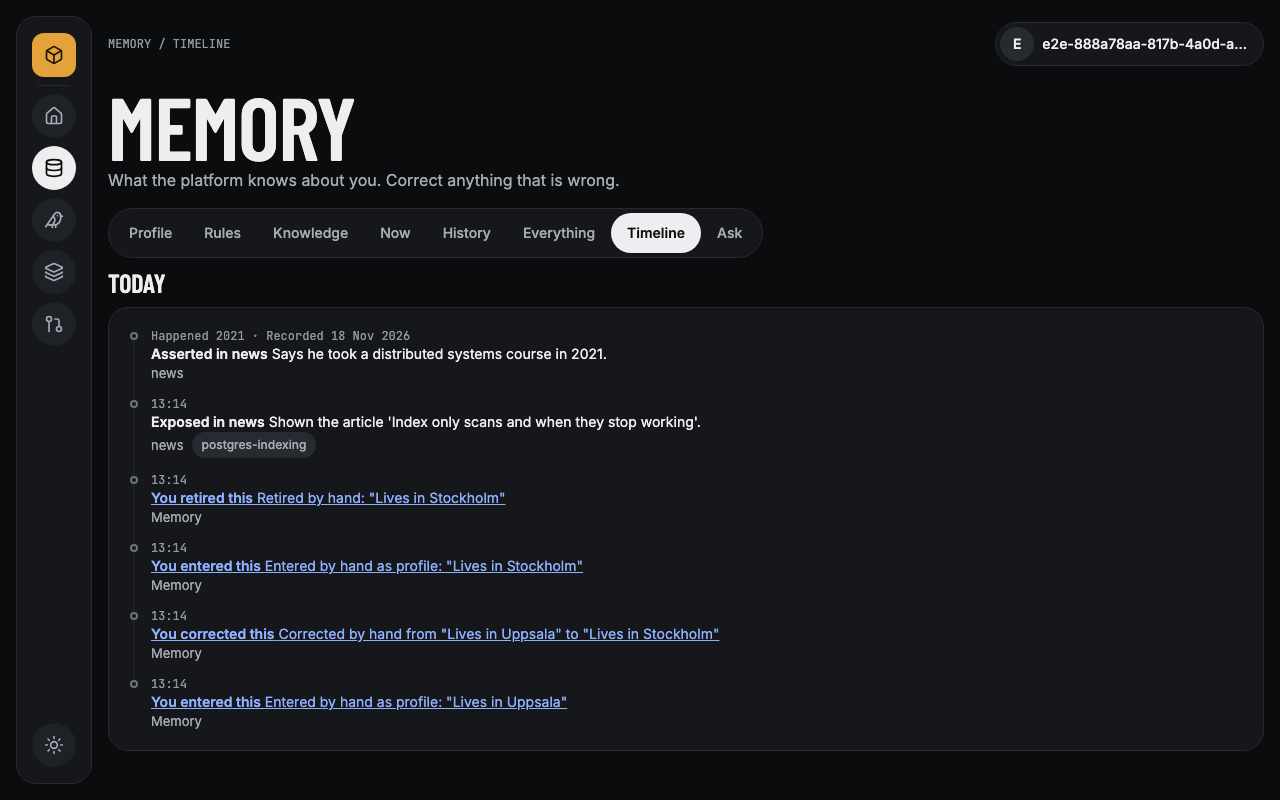 MEMORY / TIMELINE
E e2e-888a78aa-817b-4a0d-a...
MEMORY
What the platform knows about you. Correct anything that is wrong.
Profile Rules Knowledge Now History Everything Timeline Ask
TODAY
Happened 2021 · Recorded 18 Nov 2026
Asserted in news Says he took a distributed systems course in 2021.
news
13:14
Exposed in news Shown the article 'Index only scans and when they stop working'.
news postgres-indexing
13:14
You retired this Retired by hand: "Lives in Stockholm"
Memory
13:14
You entered this Entered by hand as profile: "Lives in Stockholm"
Memory
13:14
You corrected this Corrected by hand from "Lives in Uppsala" to "Lives in Stockholm"
Memory
13:14
You entered this Entered by hand as profile: "Lives in Uppsala"
Memory